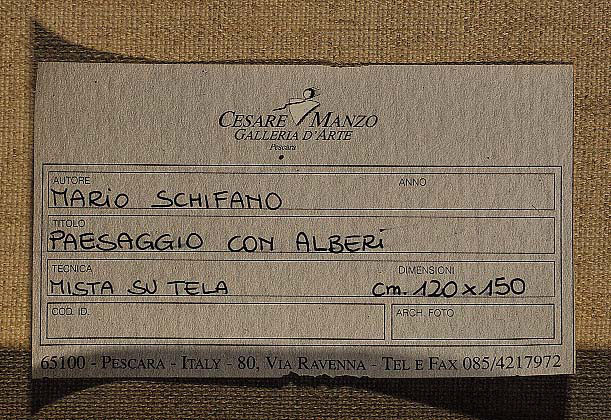 CESARE MANZO
GALLERIA D'ARTE
Pescara
AUTORE ANNO
MARIO SCHIFANO
TITOLO
PAESAGGIO CON ALBERI
TECNICA DIMENSIONI
MISTA SU TELA cm. 120 x 150
COD. ID. ARCH. FOTO
65100 - PESCARA - ITALY - 80, VIA RAVENNA - TEL E FAX 085/4217972